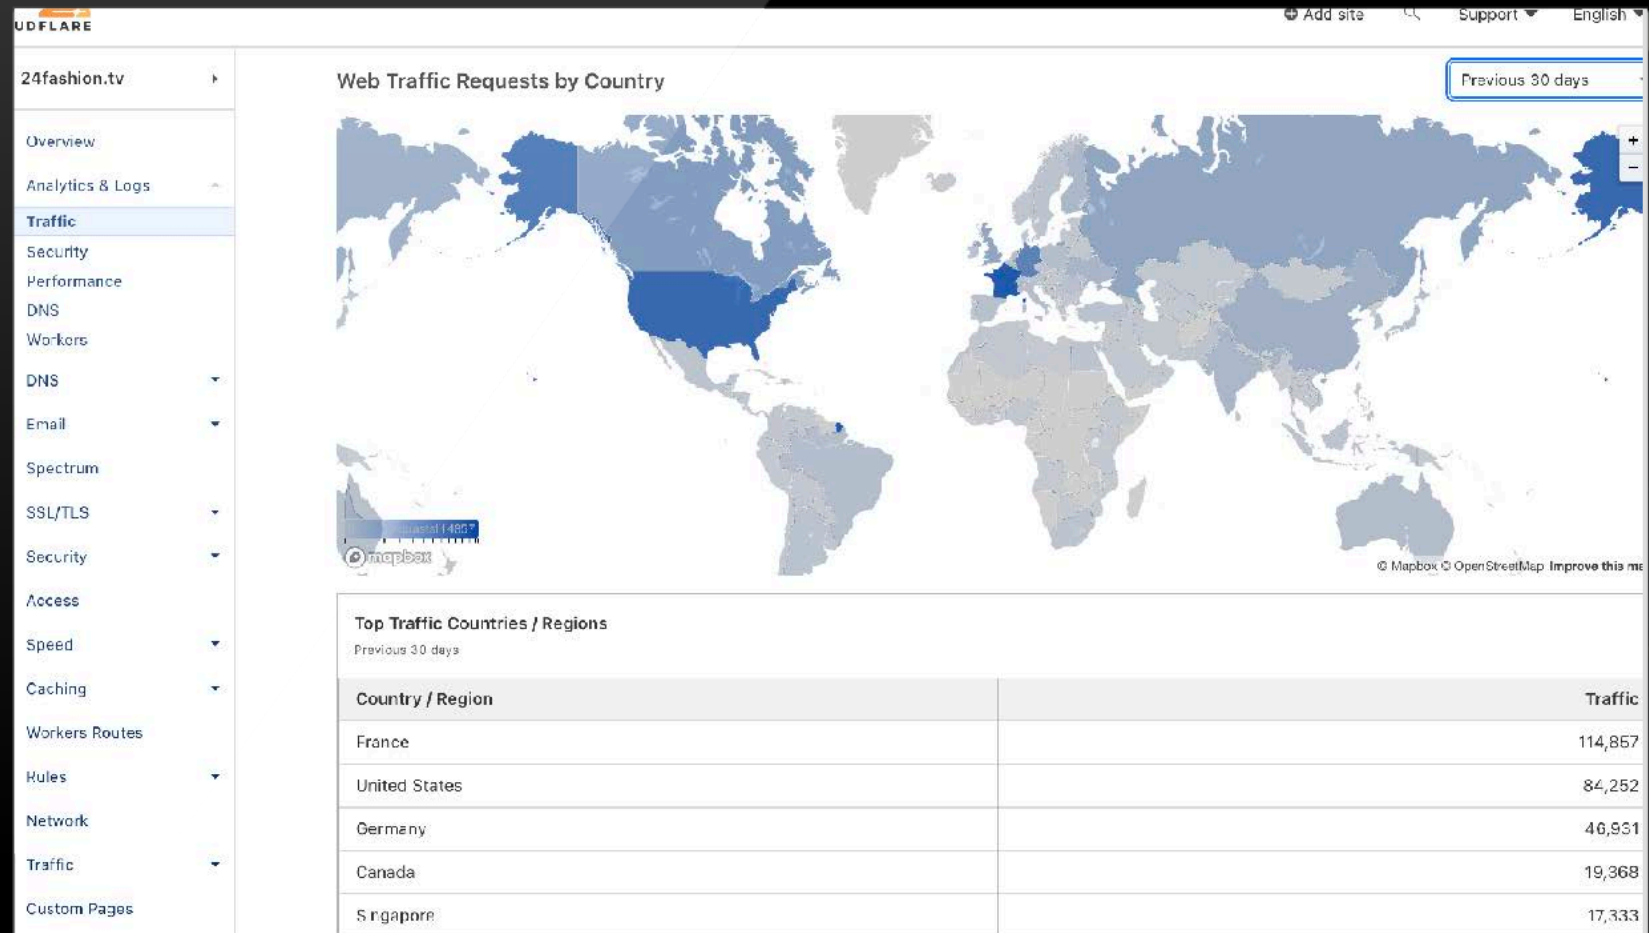 UDFLARE
Add site
Support
English
24fashion.tv
Overview
Analytics & Logs
Traffic
Security
Performance
DNS
Workers
DNS
Email
Spectrum
SSL/TLS
Security
Access
Speed
Caching
Workers Routes
Rules
Network
Traffic
Custom Pages
Web Traffic Requests by Country
Previous 30 days
+
−
mapbox
© Mapbox © OpenStreetMap Improve this ma
Top Traffic Countries / Regions
Previous 30 days
Country / Region Traffic
France 114,857
United States 84,252
Germany 46,931
Canada 19,368
Singapore 17,333